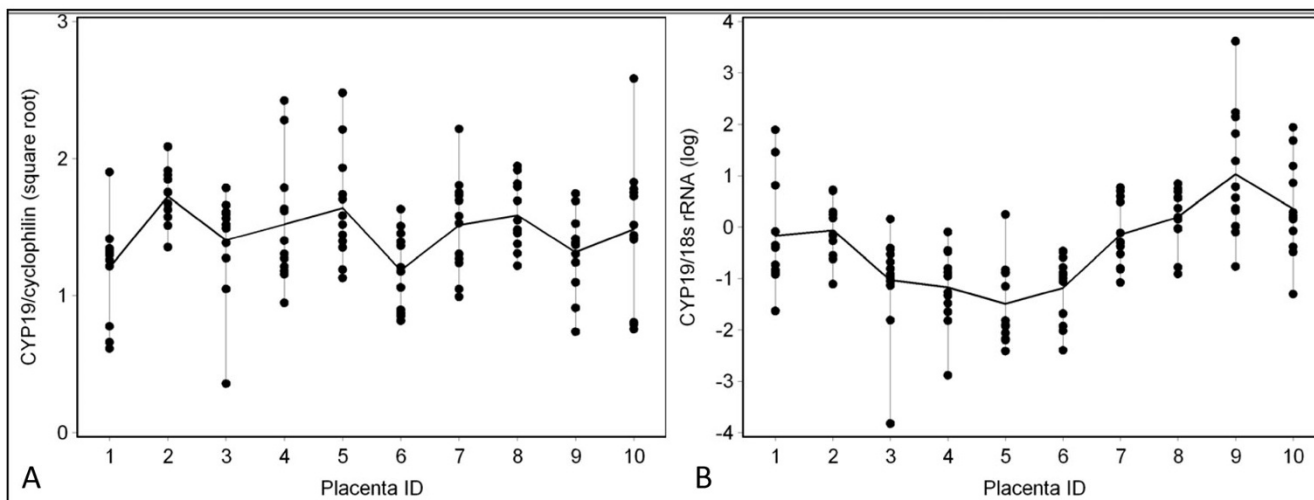 CYP19/cyclophilin (square root)
3
2
1
0
1 2 3 4 5 6 7 8 9 10
Placenta ID
A
CYP19/18s rRNA (log)
4
3
2
1
0
-1
-2
-3
-4
1 2 3 4 5 6 7 8 9 10
Placenta ID
B